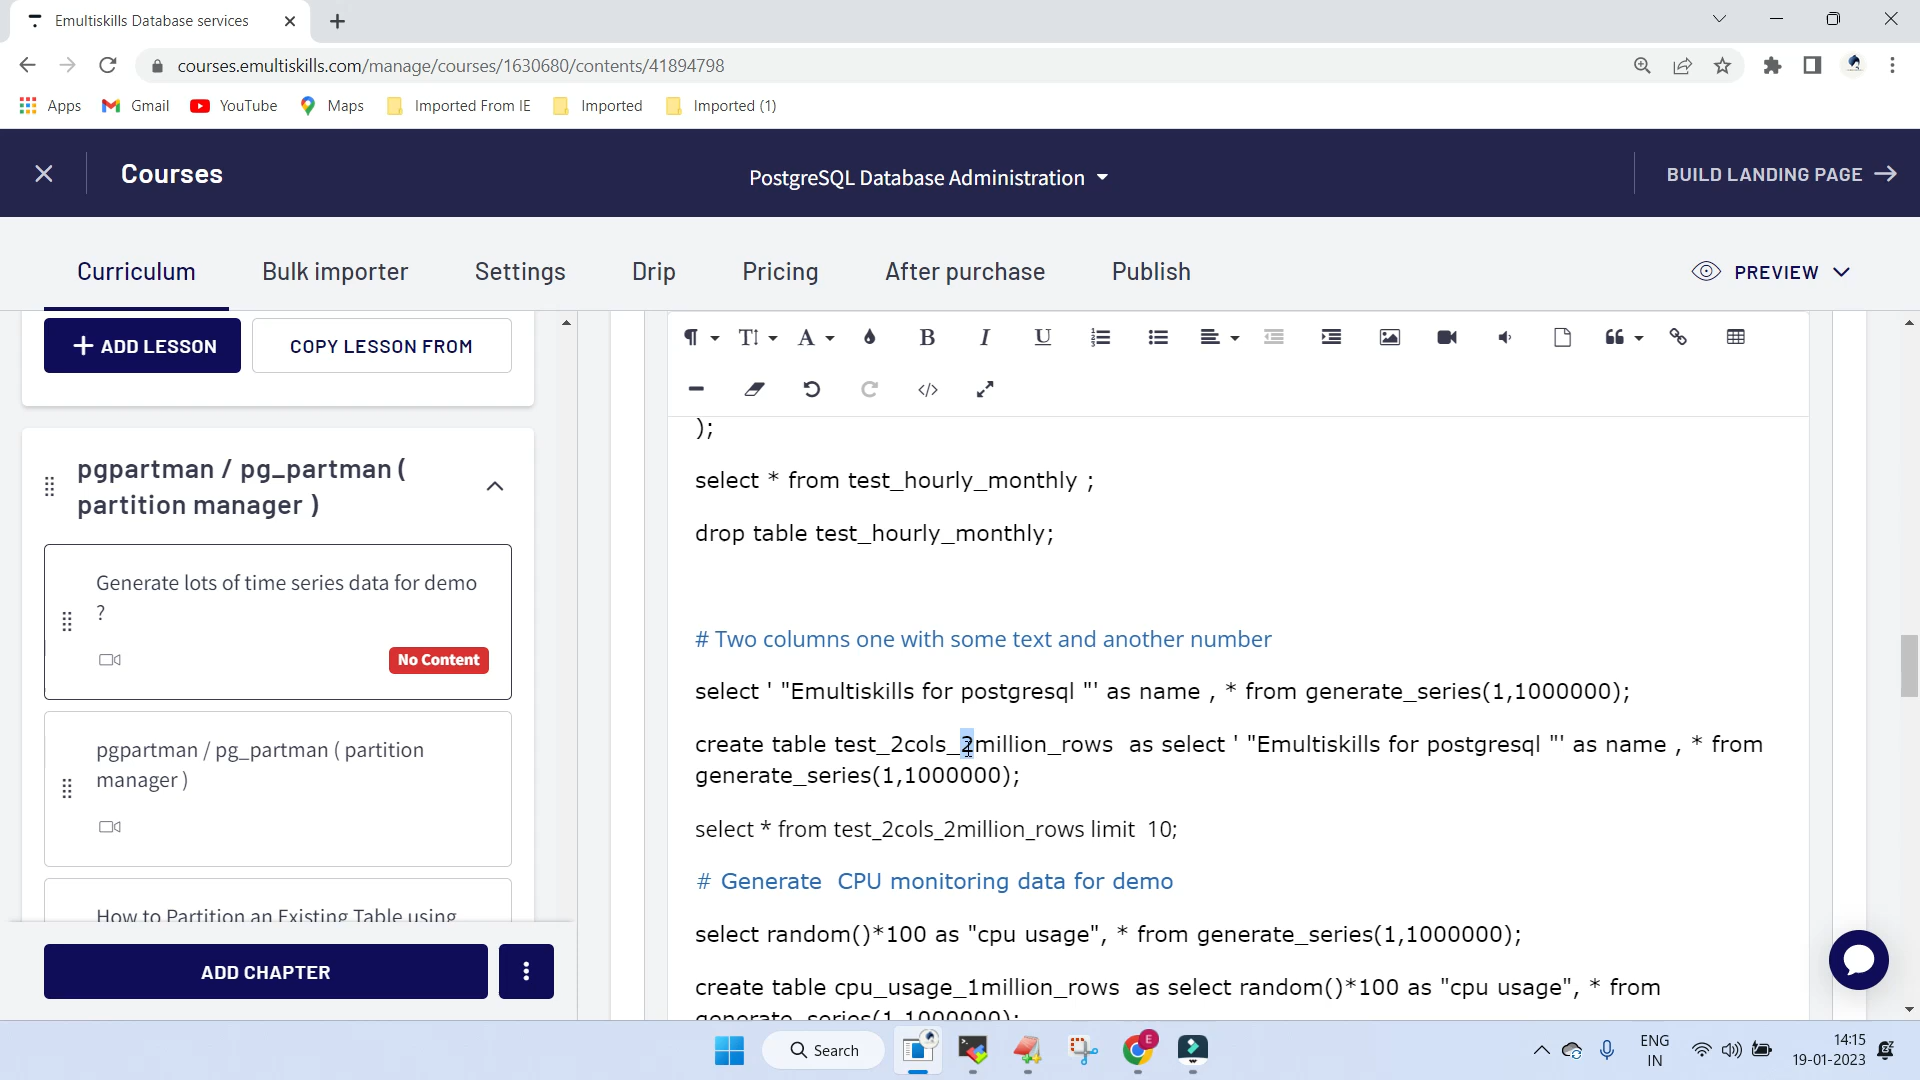 Emultiskills Database services
courses.emultiskills.com/manage/courses/1630680/contents/41894798
Apps Gmail YouTube Maps Imported From IE Imported Imported (1)
Courses
PostgreSQL Database Administration
BUILD LANDING PAGE
Curriculum Bulk importer Settings Drip Pricing After purchase Publish
PREVIEW
ADD LESSON
COPY LESSON FROM
pgpartman / pg_partman (
partition manager )
Generate lots of time series data for demo
?
No Content
pgpartman / pg_partman ( partition
manager )
How to Partition an Existing Table using
ADD CHAPTER
);
select * from test_hourly_monthly ;
drop table test_hourly_monthly;
# Two columns one with some text and another number
select ' "Emultiskills for postgresql "' as name , * from generate_series(1,1000000);
create table test_2cols_2million_rows as select ' "Emultiskills for postgresql "' as name , * from
generate_series(1,1000000);
select * from test_2cols_2million_rows limit 10;
# Generate CPU monitoring data for demo
select random()*100 as "cpu usage", * from generate_series(1,1000000);
create table cpu_usage_1million_rows as select random()*100 as "cpu usage", * from
generate_series(1,1000000);
Search
ENG
IN
14:15
19-01-2023